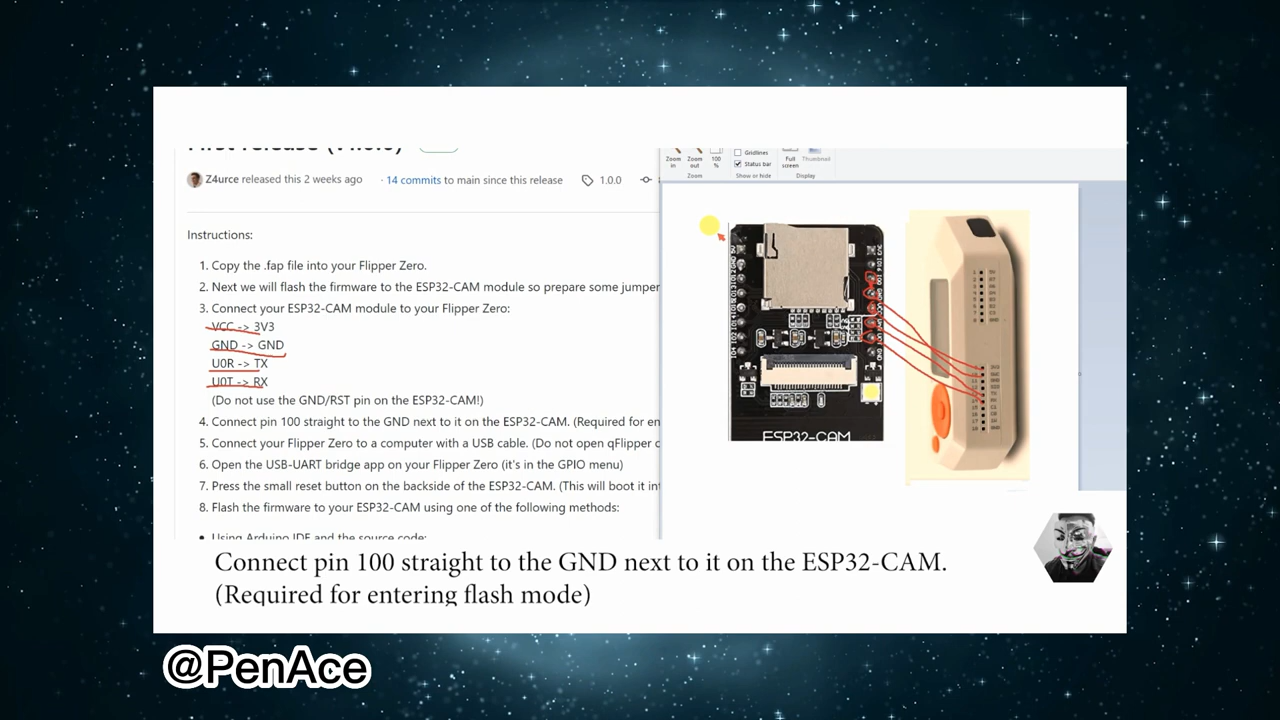 First release (v1.0.0)
Z4urce released this 2 weeks ago · 14 commits to main since this release 1.0.0
Instructions:
1. Copy the .fap file into your Flipper Zero.
2. Next we will flash the firmware to the ESP32-CAM module so prepare some jumper
3. Connect your ESP32-CAM module to your Flipper Zero:
VCC -> 3V3
GND -> GND
U0R -> TX
U0T -> RX
(Do not use the GND/RST pin on the ESP32-CAM!)
4. Connect pin 100 straight to the GND next to it on the ESP32-CAM. (Required for en
5. Connect your Flipper Zero to a computer with a USB cable. (Do not open qFlipper
6. Open the USB-UART bridge app on your Flipper Zero (it's in the GPIO menu)
7. Press the small reset button on the backside of the ESP32-CAM. (This will boot it in
8. Flash the firmware to your ESP32-CAM using one of the following methods:
Using Arduino IDE and the source code:
Zoom in
Zoom out
100 %
Gridlines
Status bar
Full screen
Thumbnail
Zoom
Show or hide
Display
ESP32-CAM
Connect pin 100 straight to the GND next to it on the ESP32-CAM.
(Required for entering flash mode)
@PenAce